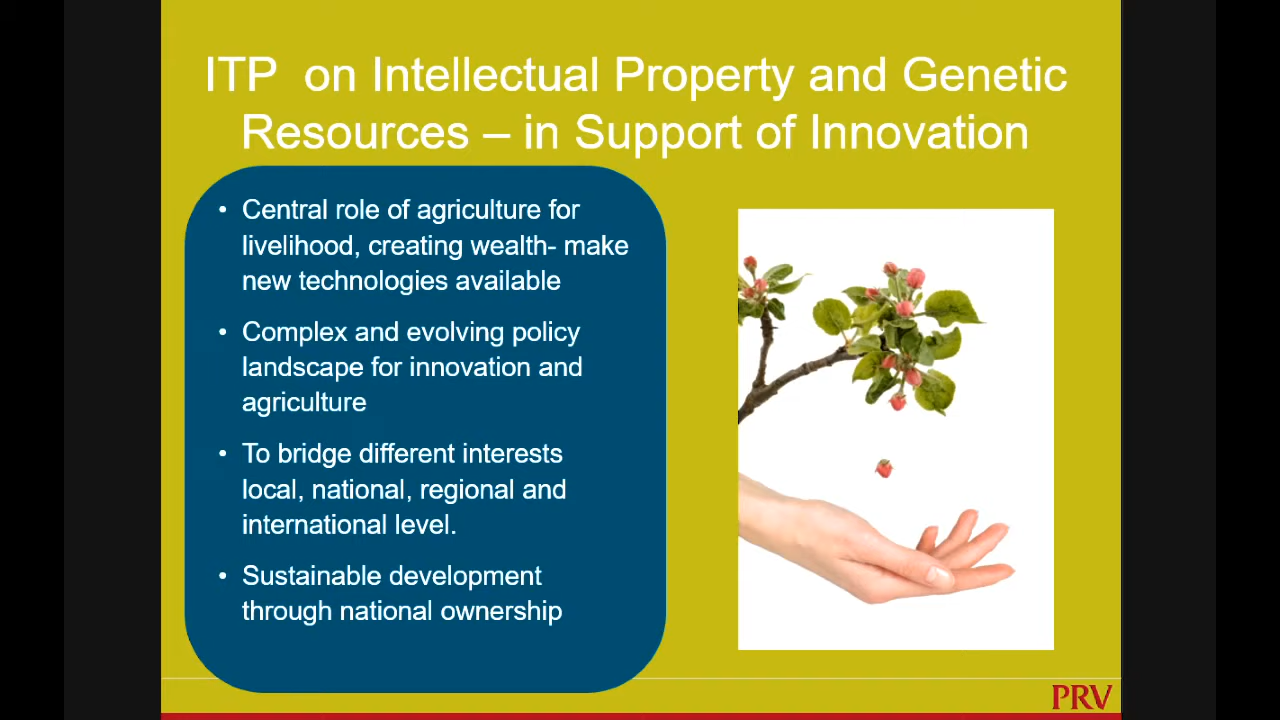 ITP  on Intellectual Property and Genetic
Resources – in Support of Innovation
• Central role of agriculture for
livelihood, creating wealth- make
new technologies available
• Complex and evolving policy
landscape for innovation and
agriculture
• To bridge different interests
local, national, regional and
international level.
• Sustainable development
through national ownership
PRV